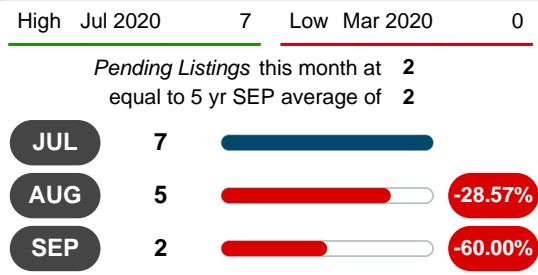 High Jul 2020 7 Low Mar 2020 0
Pending Listings this month at 2
equal to 5 yr SEP average of 2
JUL 7
AUG 5 -28.57%
SEP 2 -60.00%